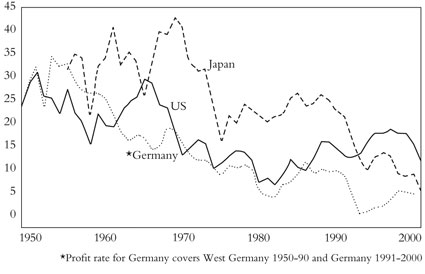 45
40
35
30
25
20
15
10
5
0
Japan
US
★Germany
1950 1960 1970 1980 1990 2000
★Profit rate for Germany covers West Germany 1950-90 and Germany 1991-2000